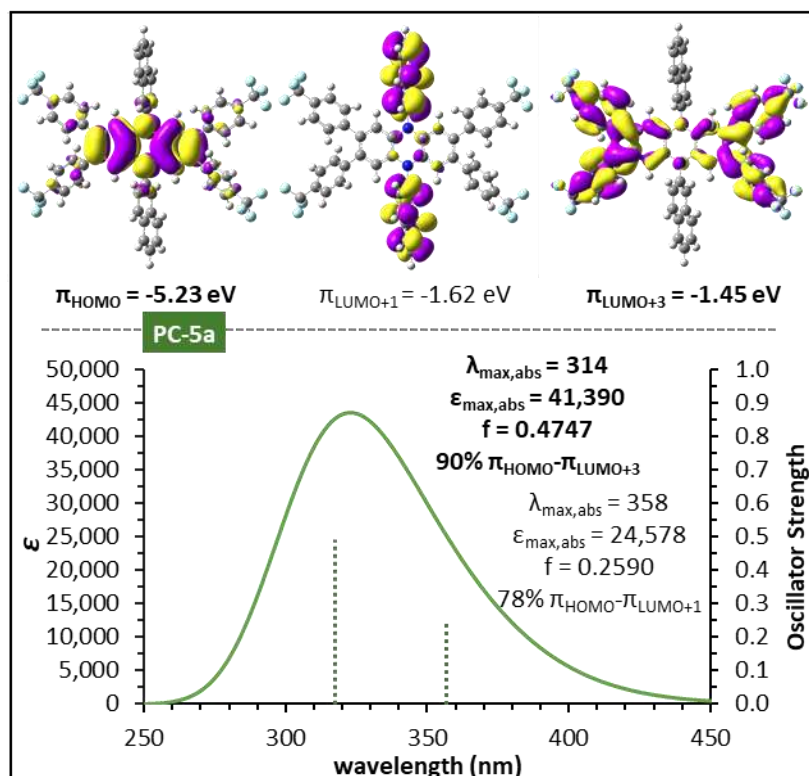 π_HOMO = -5.23 eV
π_LUMO+1 = -1.62 eV
π_LUMO+3 = -1.45 eV
PC-5a
λ_max,abs = 314
ε_max,abs = 41,390
f = 0.4747
90% π_HOMO-π_LUMO+3
λ_max,abs = 358
ε_max,abs = 24,578
f = 0.2590
78% π_HOMO-π_LUMO+1
50,000
45,000
40,000
35,000
30,000
25,000
20,000
15,000
10,000
5,000
0
ε
1.0
0.9
0.8
0.7
0.6
0.5
0.4
0.3
0.2
0.1
0.0
Oscillator Strength
250
300
350
400
450
wavelength (nm)